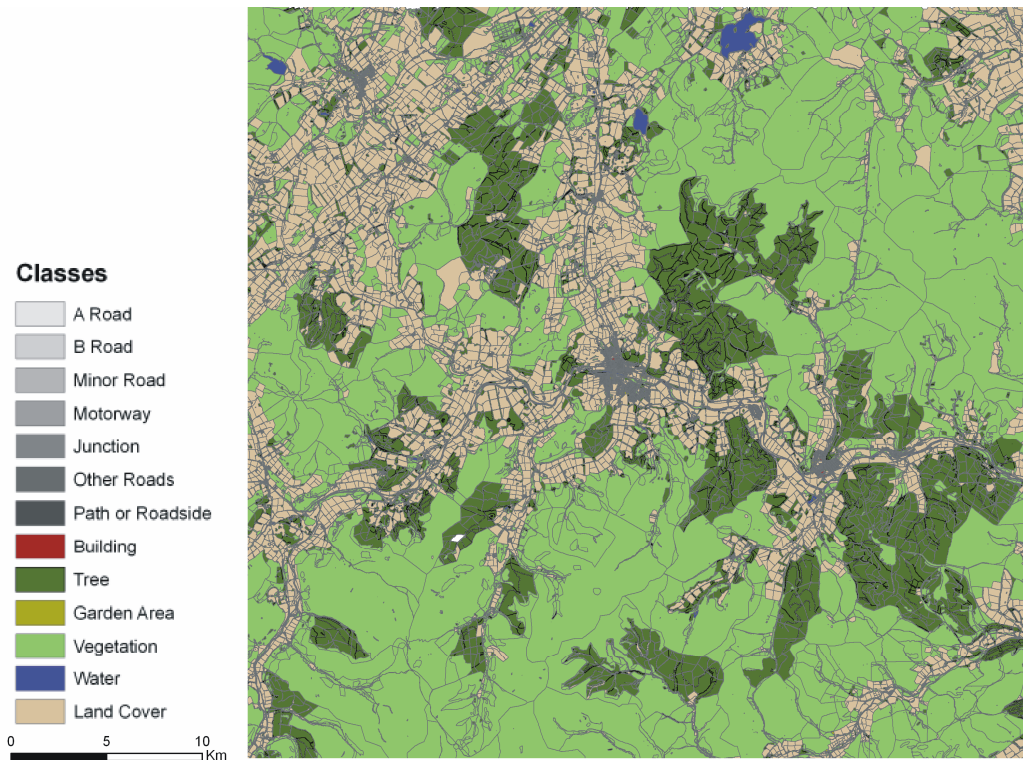 Classes
A Road
B Road
Minor Road
Motorway
Junction
Other Roads
Path or Roadside
Building
Tree
Garden Area
Vegetation
Water
Land Cover
0 5 10
Km